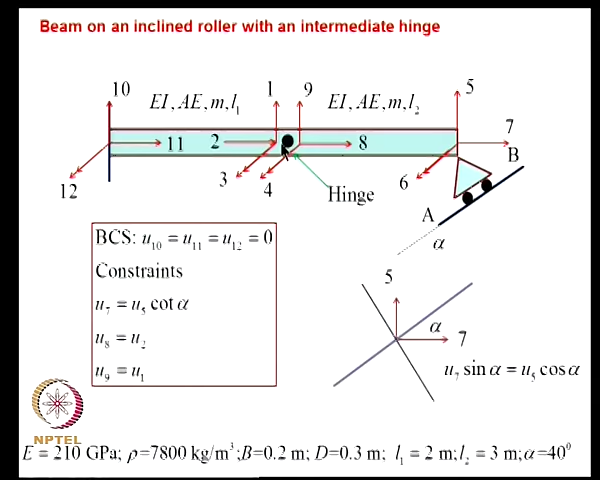 Beam on an inclined roller with an intermediate hinge
10 1 9 5
EI, AE, m, l₁ EI, AE, m, l₂
11 2 8 7
B
12 3 4 6
Hinge
A
α
BCS: u₁₀ = u₁₁ = u₁₂ = 0
Constraints
u₇ = u₅ cot α
u₈ = u₂
u₉ = u₁
5
α 7
u₇ sin α = u₅ cos α
NPTEL
E = 210 GPa; ρ=7800 kg/m³;B=0.2 m; D=0.3 m; l₁ = 2 m;l₂ = 3 m;α=40⁰